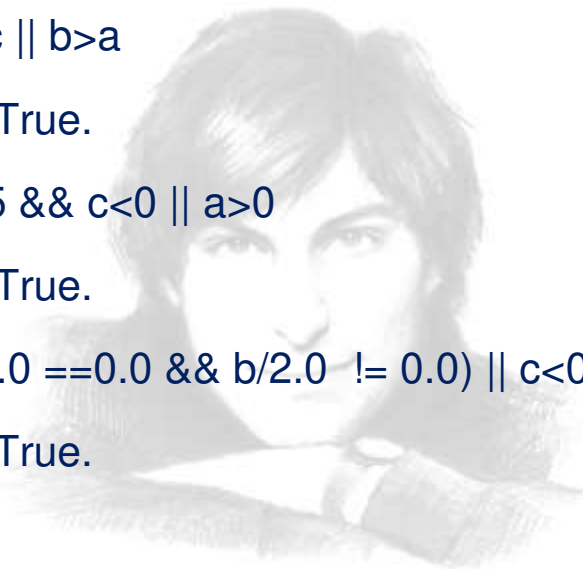 c || b>a
True.
5 && c<0 || a>0
True.
.0 ==0.0 && b/2.0 != 0.0) || c<0
True.